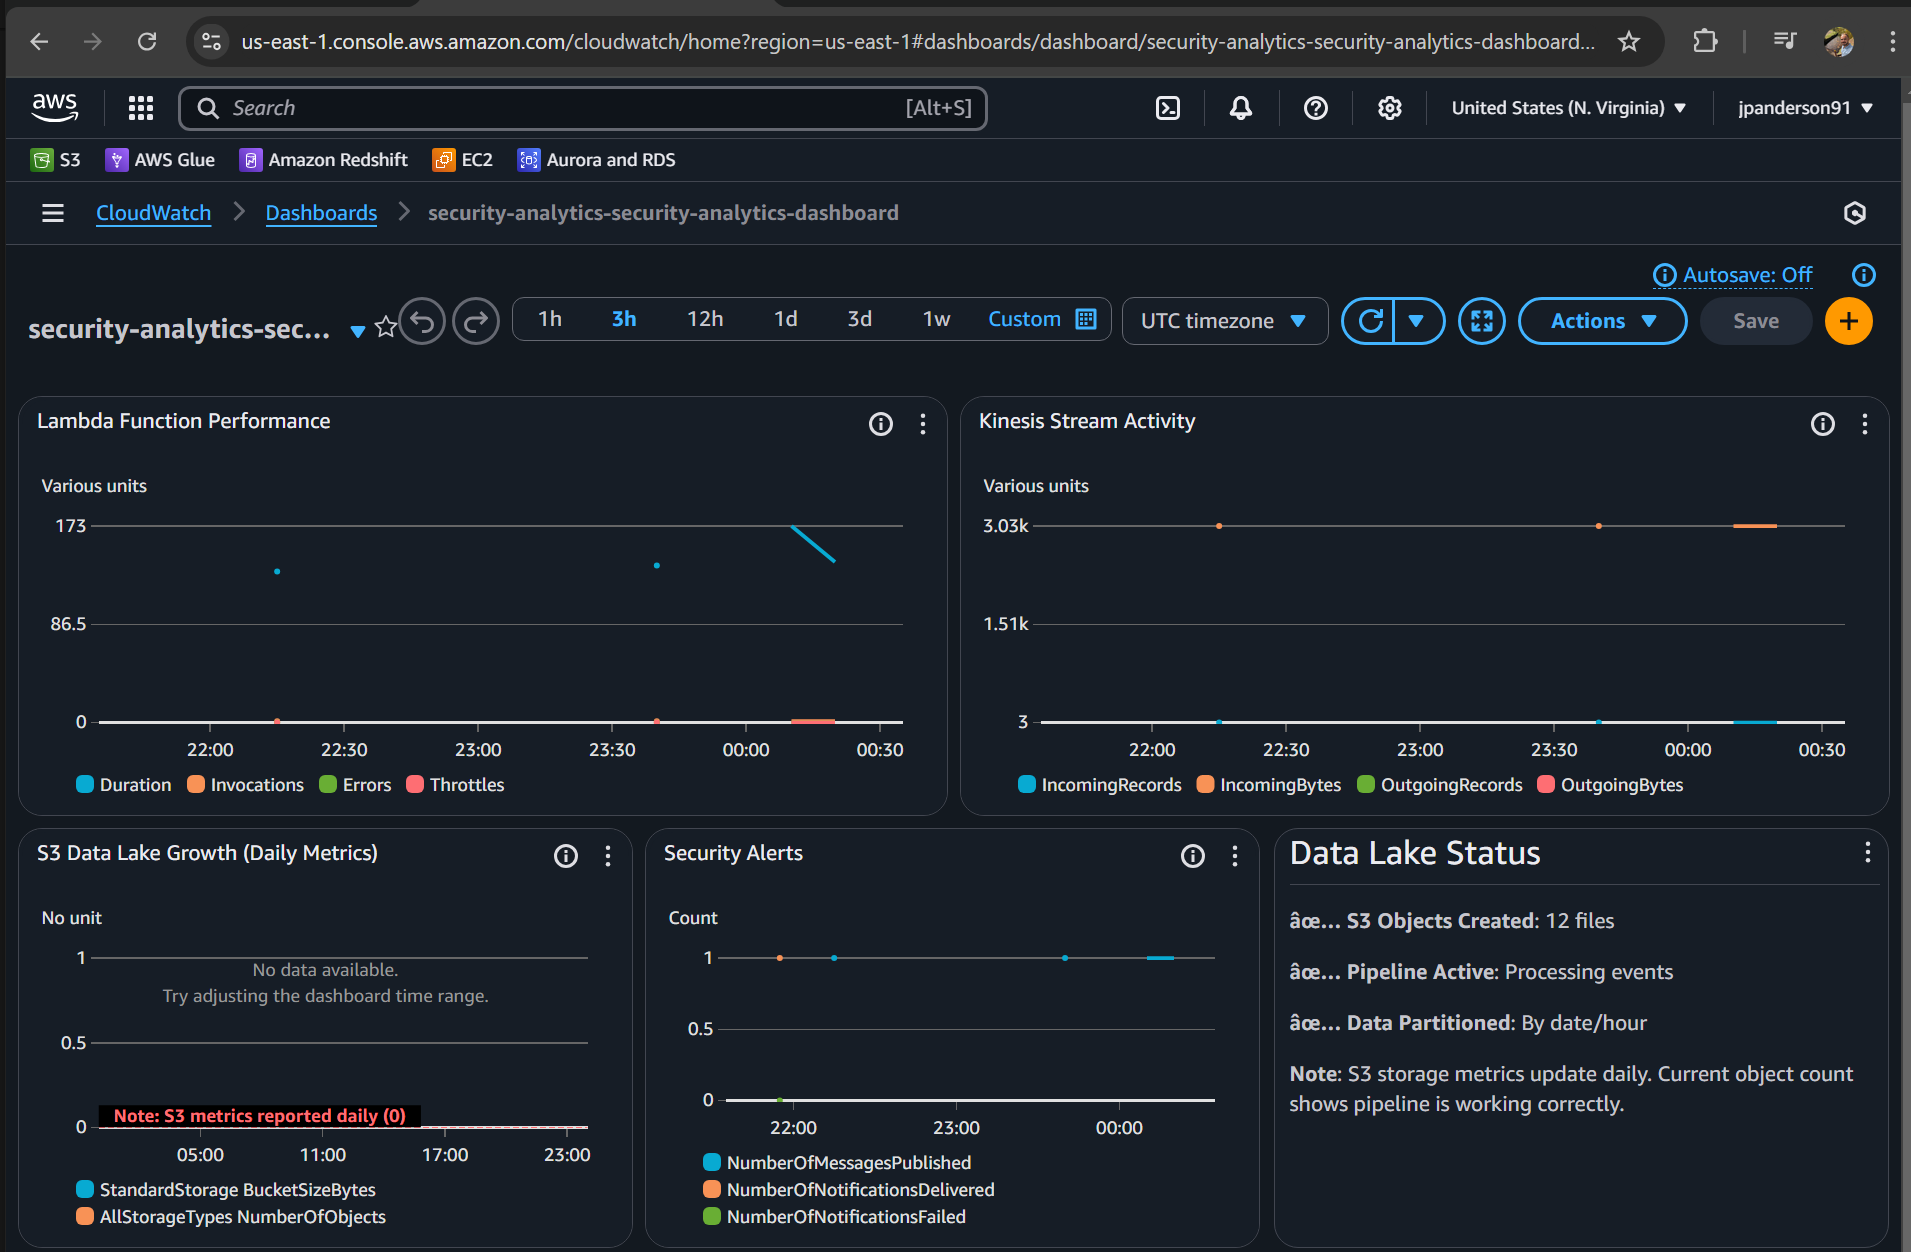 us-east-1.console.aws.amazon.com/cloudwatch/home?region=us-east-1#dashboards/dashboard/security-analytics-security-analytics-dashboard...
aws
Search [Alt+S]
United States (N. Virginia)
jpanderson91
S3
AWS Glue
Amazon Redshift
EC2
Aurora and RDS
CloudWatch
Dashboards
security-analytics-security-analytics-dashboard
Autosave: Off
security-analytics-sec...
1h 3h 12h 1d 3d 1w Custom
UTC timezone
Actions
Save
Lambda Function Performance
Various units
173
86.5
0
22:00 22:30 23:00 23:30 00:00 00:30
Duration Invocations Errors Throttles
Kinesis Stream Activity
Various units
3.03k
1.51k
3
22:00 22:30 23:00 23:30 00:00 00:30
IncomingRecords IncomingBytes OutgoingRecords OutgoingBytes
S3 Data Lake Growth (Daily Metrics)
No unit
1
No data available.
Try adjusting the dashboard time range.
0.5
Note: S3 metrics reported daily (0)
0
05:00 11:00 17:00 23:00
StandardStorage BucketSizeBytes
AllStorageTypes NumberOfObjects
Security Alerts
Count
1
0.5
0
22:00 23:00 00:00
NumberOfMessagesPublished
NumberOfNotificationsDelivered
NumberOfNotificationsFailed
Data Lake Status
âœ… S3 Objects Created: 12 files
âœ… Pipeline Active: Processing events
âœ… Data Partitioned: By date/hour
Note: S3 storage metrics update daily. Current object count
shows pipeline is working correctly.